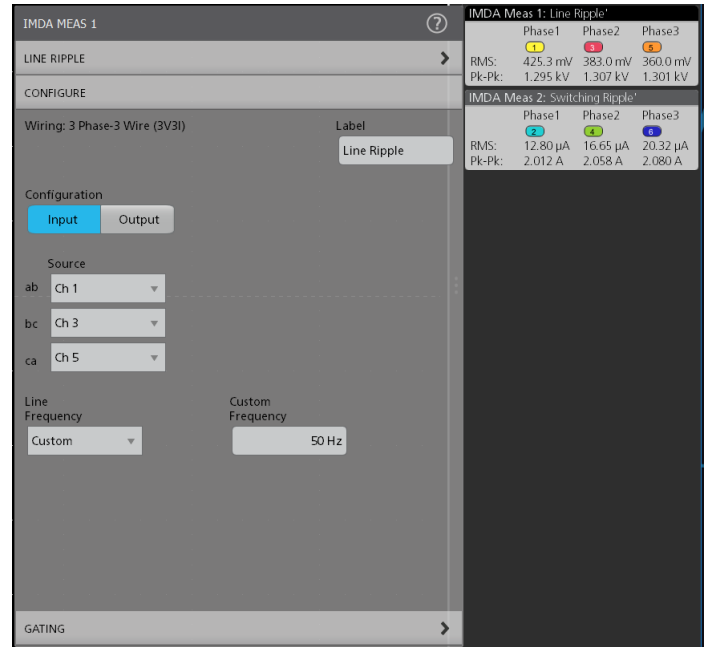 IMDA MEAS 1
?
LINE RIPPLE
CONFIGURE
Wiring: 3 Phase-3 Wire (3V3I)
Label
Line Ripple
Configuration
Input Output
Source
ab Ch 1
bc Ch 3
ca Ch 5
Line Frequency
Custom
Custom Frequency
50 Hz
GATING
IMDA Meas 1: Line Ripple'
Phase1 Phase2 Phase3
1 3 5
RMS: 425.3 mV 383.0 mV 360.0 mV
Pk-Pk: 1.295 kV 1.307 kV 1.301 kV
IMDA Meas 2: Switching Ripple'
Phase1 Phase2 Phase3
2 4 6
RMS: 12.80 µA 16.65 µA 20.32 µA
Pk-Pk: 2.012 A 2.058 A 2.080 A